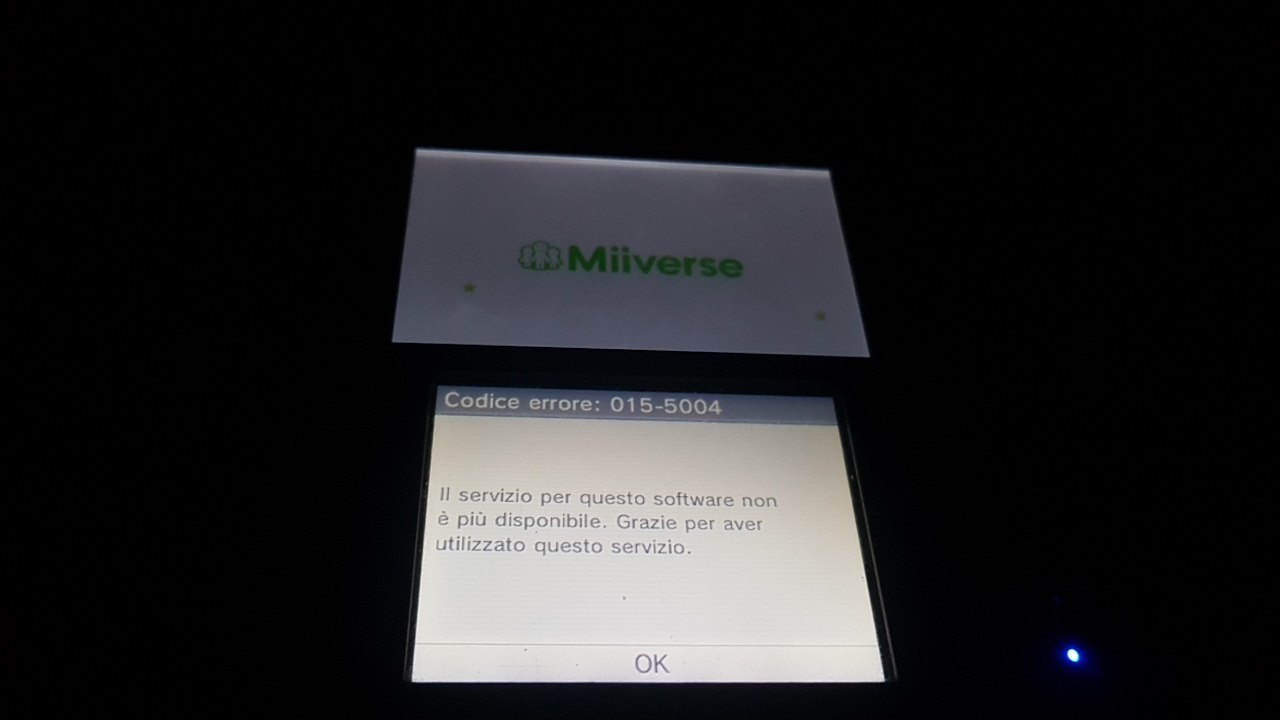 Miiverse
Codice errore: 015-5004
Il servizio per questo software non
è più disponibile. Grazie per aver
utilizzato questo servizio.
OK